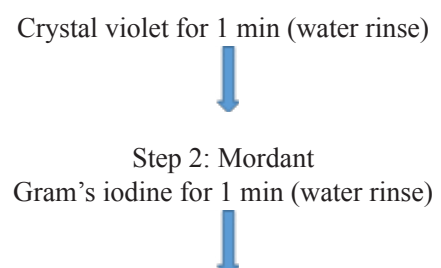 Crystal violet for 1 min (water rinse)
Step 2: Mordant
Gram’s iodine for 1 min (water rinse)